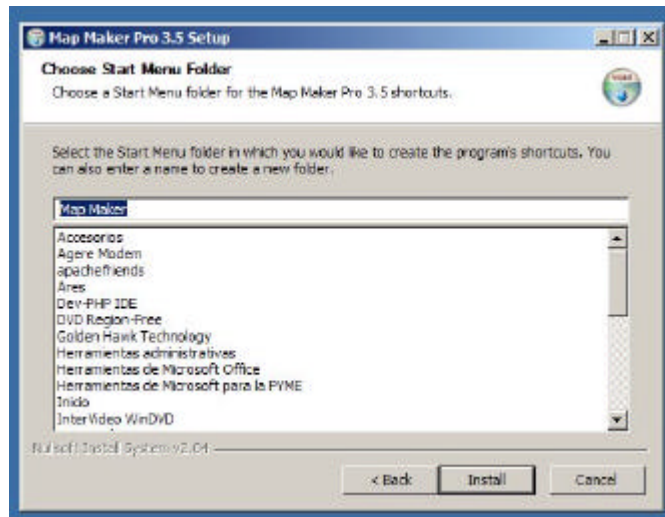 Map Maker Pro 3.5 Setup
Choose Start Menu Folder
Choose a Start Menu folder for the Map Maker Pro 3.5 shortcuts.
Select the Start Menu folder in which you would like to create the program's shortcuts. You
can also enter a name to create a new folder.
Map Maker
Accesorios
Agere Modem
apachefriends
Ares
Dev-PHP IDE
DVD Region-Free
Golden Hawk Technology
Herramientas administrativas
Herramientas de Microsoft Office
Herramientas de Microsoft para la PYME
Inicio
InterVideo WinDVD
Nullsoft Install System v2.04
< Back
Install
Cancel